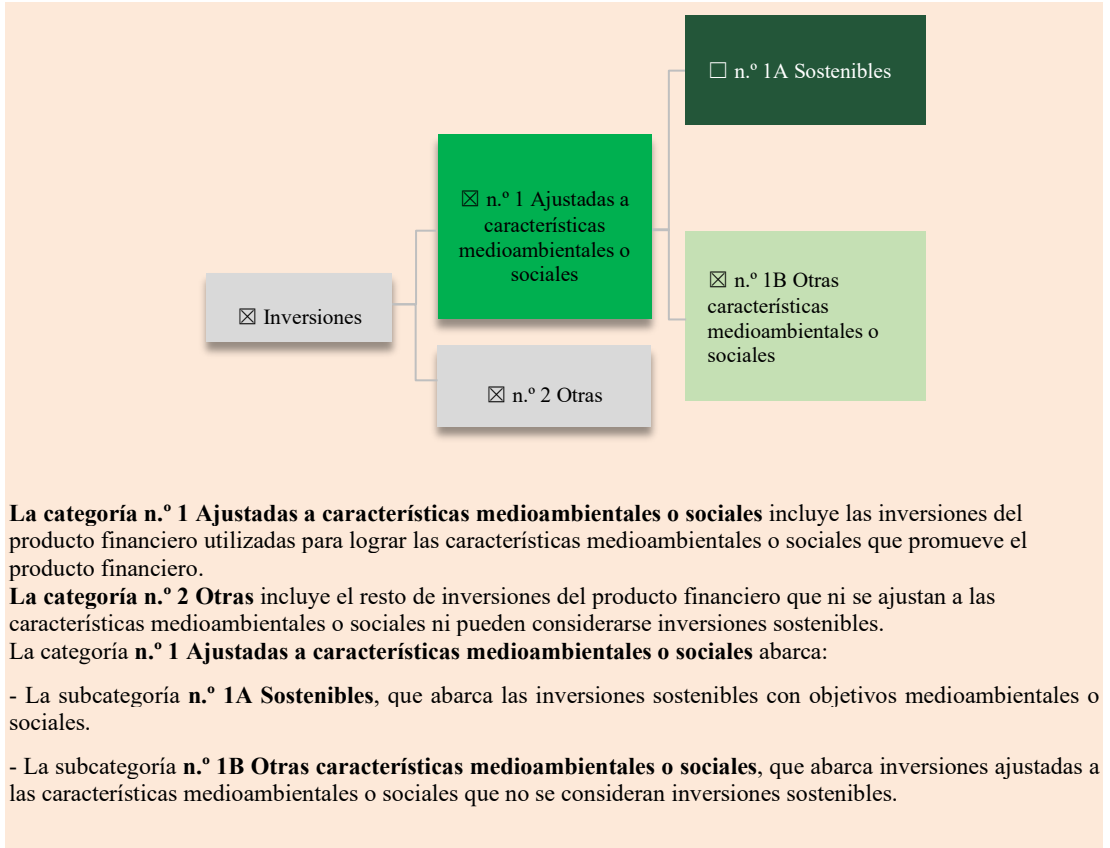 ☐ n.º 1A Sostenibles
☒ n.º 1 Ajustadas a
características
medioambientales o
sociales
☒ n.º 1B Otras
características
medioambientales o
sociales
☒ Inversiones
☒ n.º 2 Otras
La categoría n.º 1 Ajustadas a características medioambientales o sociales incluye las inversiones del
producto financiero utilizadas para lograr las características medioambientales o sociales que promueve el
producto financiero.
La categoría n.º 2 Otras incluye el resto de inversiones del producto financiero que ni se ajustan a las
características medioambientales o sociales ni pueden considerarse inversiones sostenibles.
La categoría n.º 1 Ajustadas a características medioambientales o sociales abarca:
- La subcategoría n.º 1A Sostenibles, que abarca las inversiones sostenibles con objetivos medioambientales o
sociales.
- La subcategoría n.º 1B Otras características medioambientales o sociales, que abarca inversiones ajustadas a
las características medioambientales o sociales que no se consideran inversiones sostenibles.